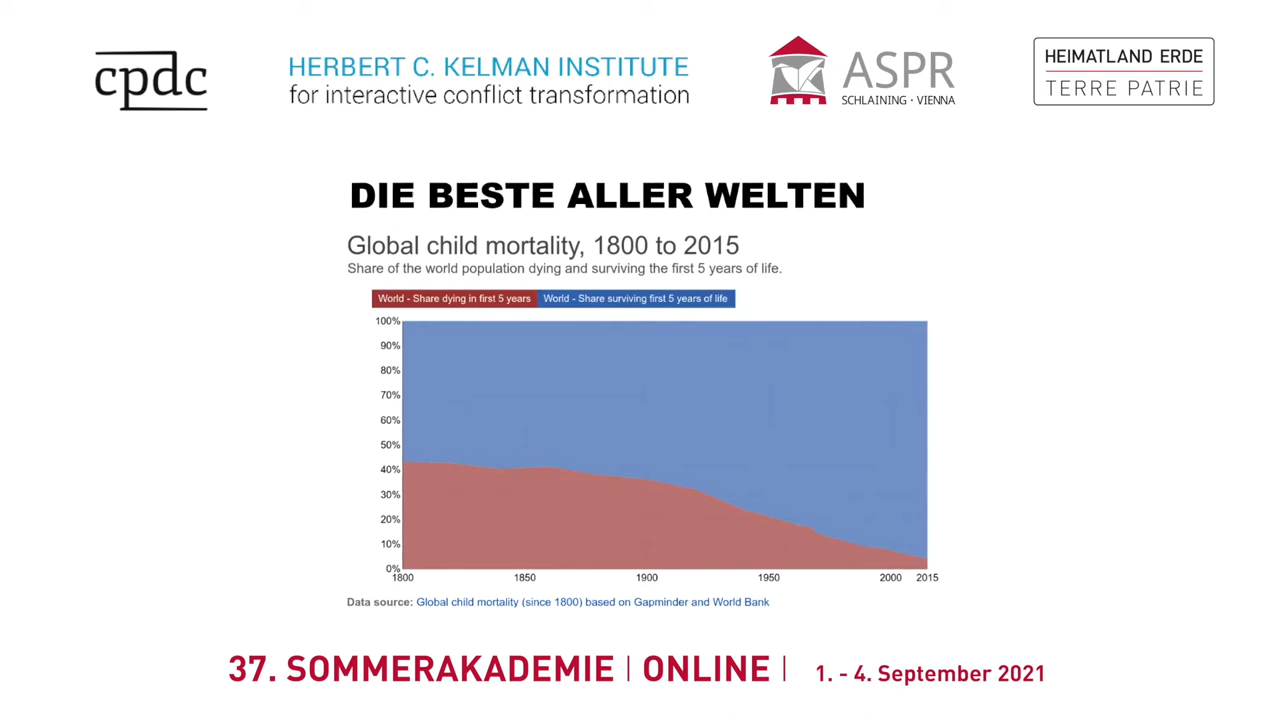 cpdc
HERBERT C. KELMAN INSTITUTE
for interactive conflict transformation
ASPR
SCHLAINING · VIENNA
HEIMATLAND ERDE
TERRE PATRIE
DIE BESTE ALLER WELTEN
Global child mortality, 1800 to 2015
Share of the world population dying and surviving the first 5 years of life.
World - Share dying in first 5 years World - Share surviving first 5 years of life
100%
90%
80%
70%
60%
50%
40%
30%
20%
10%
0%
1800 1850 1900 1950 2000 2015
Data source: Global child mortality (since 1800) based on Gapminder and World Bank
37. SOMMERAKADEMIE | ONLINE | 1. - 4. September 2021